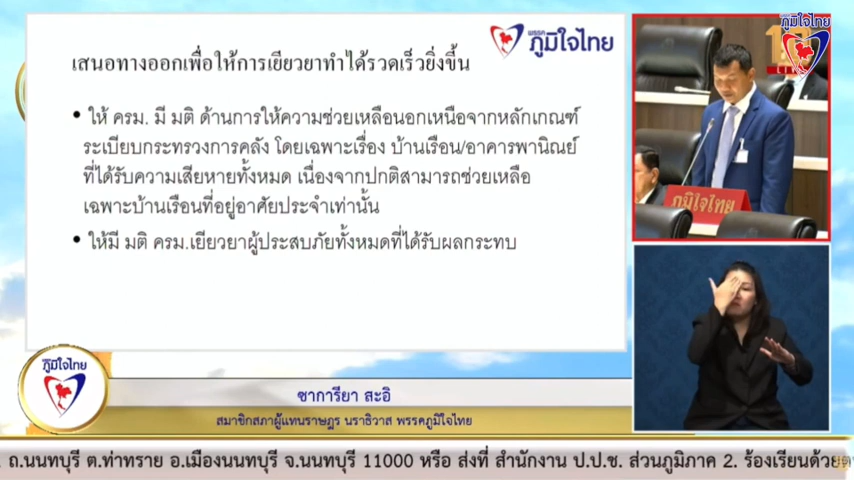 พรรค
ภูมิใจไทย
เสนอทางออกเพื่อให้การเยียวยาทำได้รวดเร็วยิ่งขึ้น
• ให้ ครม. มี มติ ด้านการให้ความช่วยเหลือนอกเหนือจากหลักเกณฑ์
ระเบียบกระทรวงการคลัง โดยเฉพาะเรื่อง บ้านเรือน/อาคารพานิณย์
ที่ได้รับความเสียหายทั้งหมด เนื่องจากปกติสามารถช่วยเหลือ
เฉพาะบ้านเรือนที่อยู่อาศัยประจำเท่านั้น
• ให้มี มติ ครม.เยียวยาผู้ประสบภัยทั้งหมดที่ได้รับผลกระทบ
ภูมิใจไทย
LIVE
ภูมิใจไทย
ภูมิใจไทย
ซาการียา สะอิ
สมาชิกสภาผู้แทนราษฎร นราธิวาส พรรคภูมิใจไทย
ถ.นนทบุรี ต.ท่าทราย อ.เมืองนนทบุรี จ.นนทบุรี 11000 หรือ ส่งที่ สำนักงาน ป.ป.ช. ส่วนภูมิภาค 2. ร้องเรียนด้วย